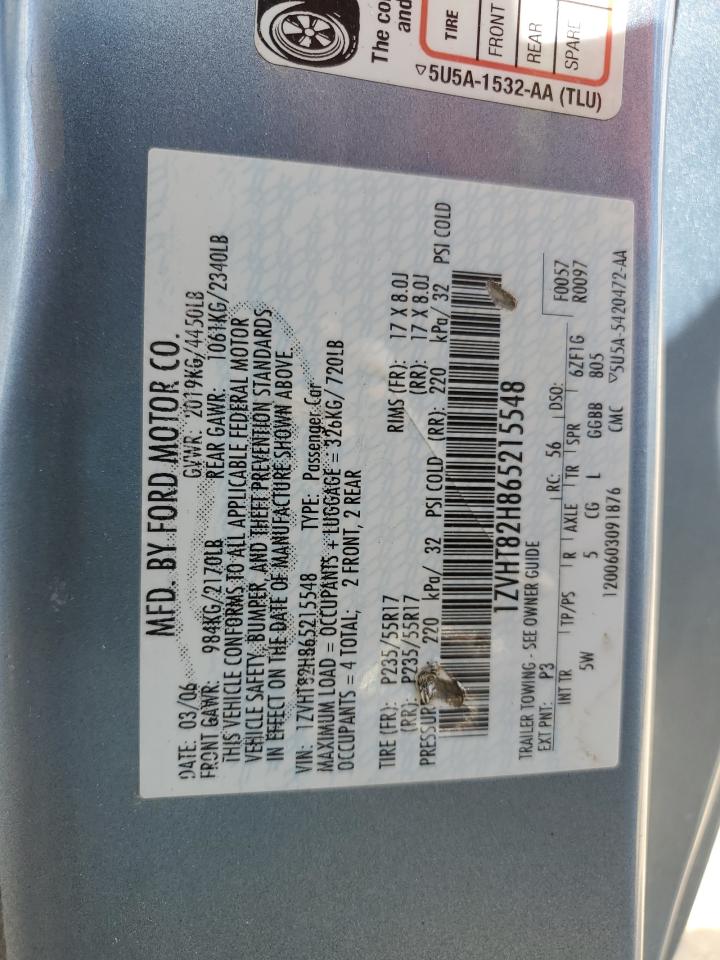 The co
and
TIRE
FRONT
REAR
SPARE
5U5A-1532-AA (TLU)
MFD. BY FORD MOTOR CO.
DATE: 03/06 GVWR: 2019KG/4450LB
FRONT GAWR: 984KG/2170LB REAR GAWR: 1061KG/2340LB
THIS VEHICLE CONFORMS TO ALL APPLICABLE FEDERAL MOTOR
VEHICLE SAFETY, BUMPER, AND THEFT PREVENTION STANDARDS
IN EFFECT ON THE DATE OF MANUFACTURE SHOWN ABOVE.
VIN: 1ZVHT82H865215548 TYPE: Passenger Car
MAXIMUM LOAD = OCCUPANTS + LUGGAGE = 326KG/720LB
OCCUPANTS = 4 TOTAL; 2 FRONT, 2 REAR
TIRE (FR): P235/55R17 RIMS (FR): 17 X 8.0J
(RR): P235/55R17 (RR): 17 X 8.0J
PRESSUR 220 kPa/ 32 PSI COLD (RR): 220 kPa/ 32 PSI COLD
1ZVHT82H865215548
TRAILER TOWING - SEE OWNER GUIDE
EXT PNT: P3 RC: 56 DSO: F0057
INT TR TP/PS R AXLE TR SPR 6ZF1G R0097
5W 5 CG L GGBB 805
1200603091876 CMC 5U5A-5420472-AA